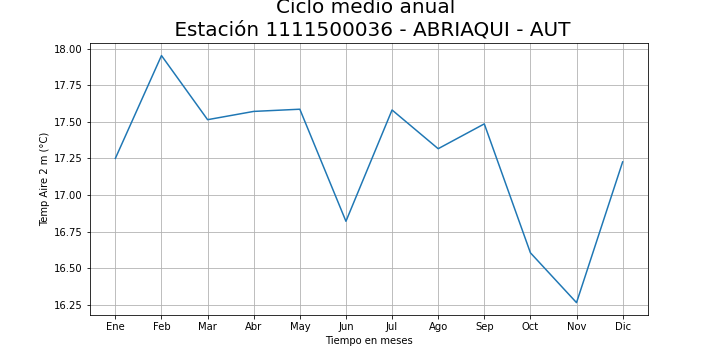 Ciclo medio anual
Estación 1111500036 - ABRIAQUI - AUT
Temp Aire 2 m (°C)
18.00
17.75
17.50
17.25
17.00
16.75
16.50
16.25
Ene Feb Mar Abr May Jun Jul Ago Sep Oct Nov Dic
Tiempo en meses